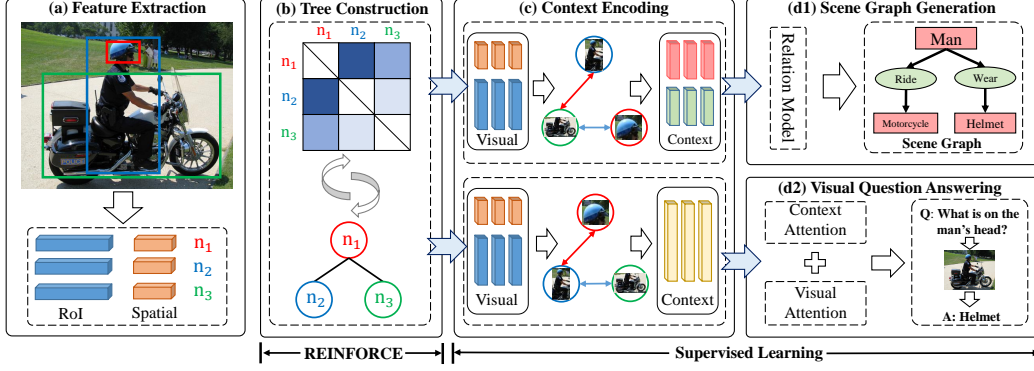 (a) Feature Extraction
POLICE
RoI
Spatial
n1
n2
n3
(b) Tree Construction
n1 n2 n3
n1
n2
n3
n1
n2
n3
REINFORCE
(c) Context Encoding
Visual
Context
Visual
Context
Supervised Learning
(d1) Scene Graph Generation
Relation Model
Man
Ride
Wear
Motorcycle
Helmet
Scene Graph
(d2) Visual Question Answering
Context
Attention
Visual
Attention
Q: What is on the
man's head?
A: Helmet